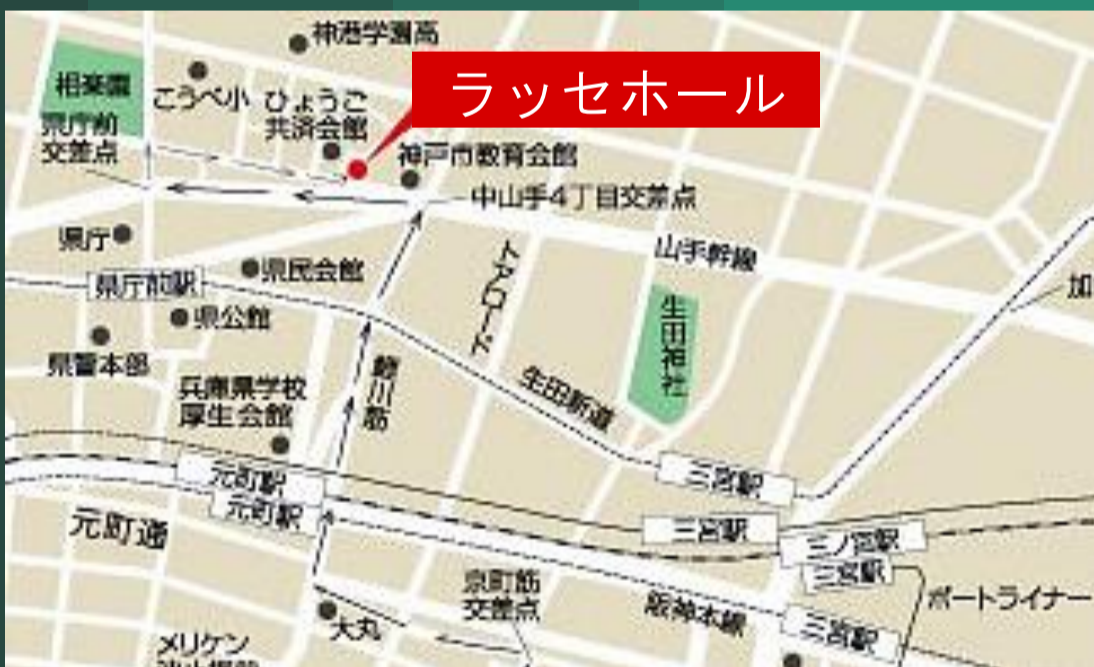 神港学園高
ラッセホール
相楽園
こうべ小
ひょうご
共済会館
県庁前
交差点
神戸市教育会館
中山手4丁目交差点
県庁
山手幹線
トアロード
県民会館
県庁前駅
加
県公館
生田神社
県警本部
鯉川筋
生田新道
兵庫県学校
厚生会館
三宮駅
元町駅
元町駅
三宮駅
三ノ宮駅
元町通
三宮駅
京町筋
交差点
阪神本線
ポートライナー
大丸
三宮駅
メリケン